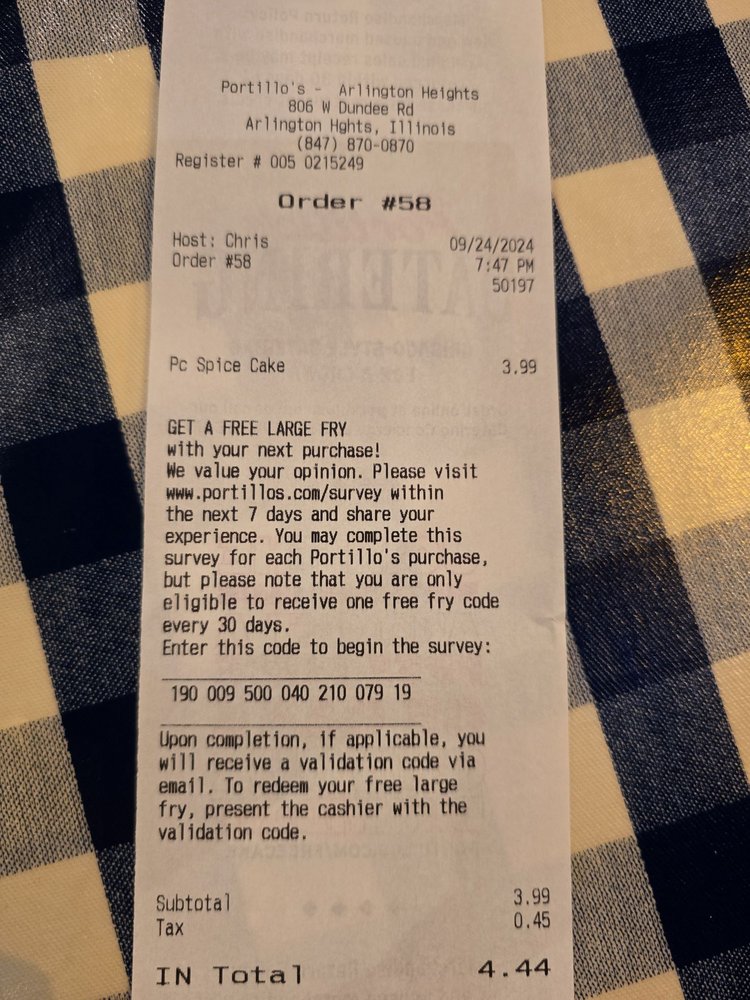 Portillo's - Arlington Heights
806 W Dundee Rd
Arlington Hghts, Illinois
(847) 870-0870
Register # 005 0215249
Order #58
Host: Chris 09/24/2024
Order #58 7:47 PM
50197
Pc Spice Cake 3.99
GET A FREE LARGE FRY
with your next purchase!
We value your opinion. Please visit
www.portillos.com/survey within
the next 7 days and share your
experience. You may complete this
survey for each Portillo's purchase,
but please note that you are only
eligible to receive one free fry code
every 30 days.
Enter this code to begin the survey:
190 009 500 040 210 079 19
Upon completion, if applicable, you
will receive a validation code via
email. To redeem your free large
fry, present the cashier with the
validation code.
Subtotal 3.99
Tax 0.45
IN Total 4.44